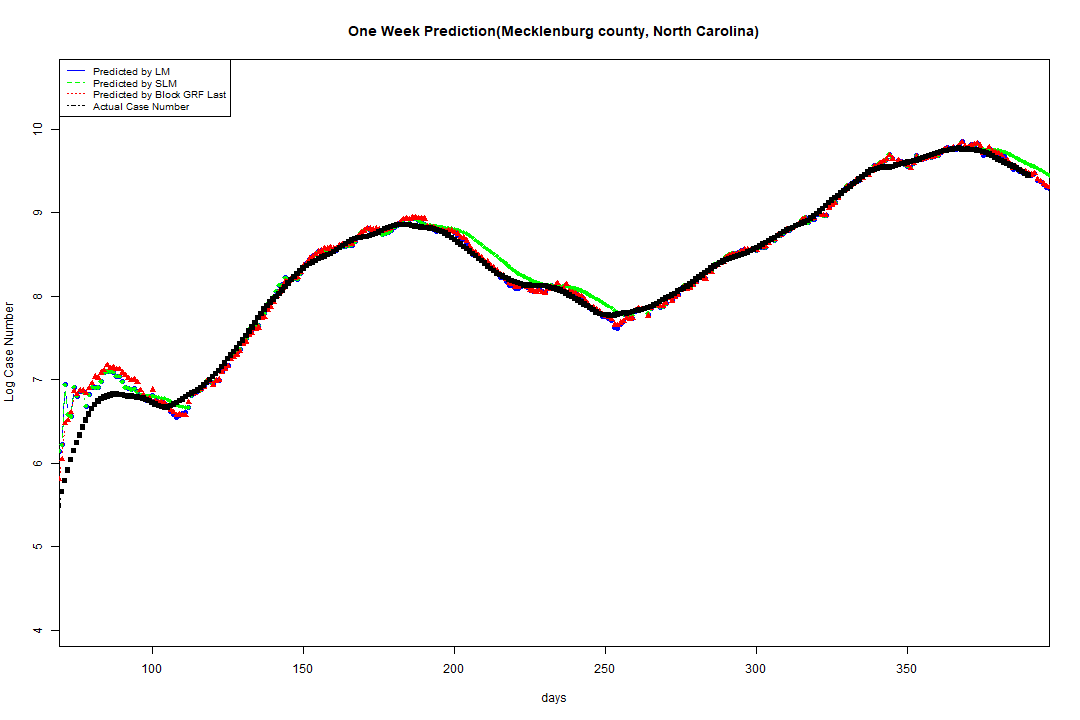 One Week Prediction(Mecklenburg county, North Carolina)
Predicted by LM
Predicted by SLM
Predicted by Block GRF Last
Actual Case Number
10
9
8
7
6
5
4
Log Case Number
100 150 200 250 300 350
days